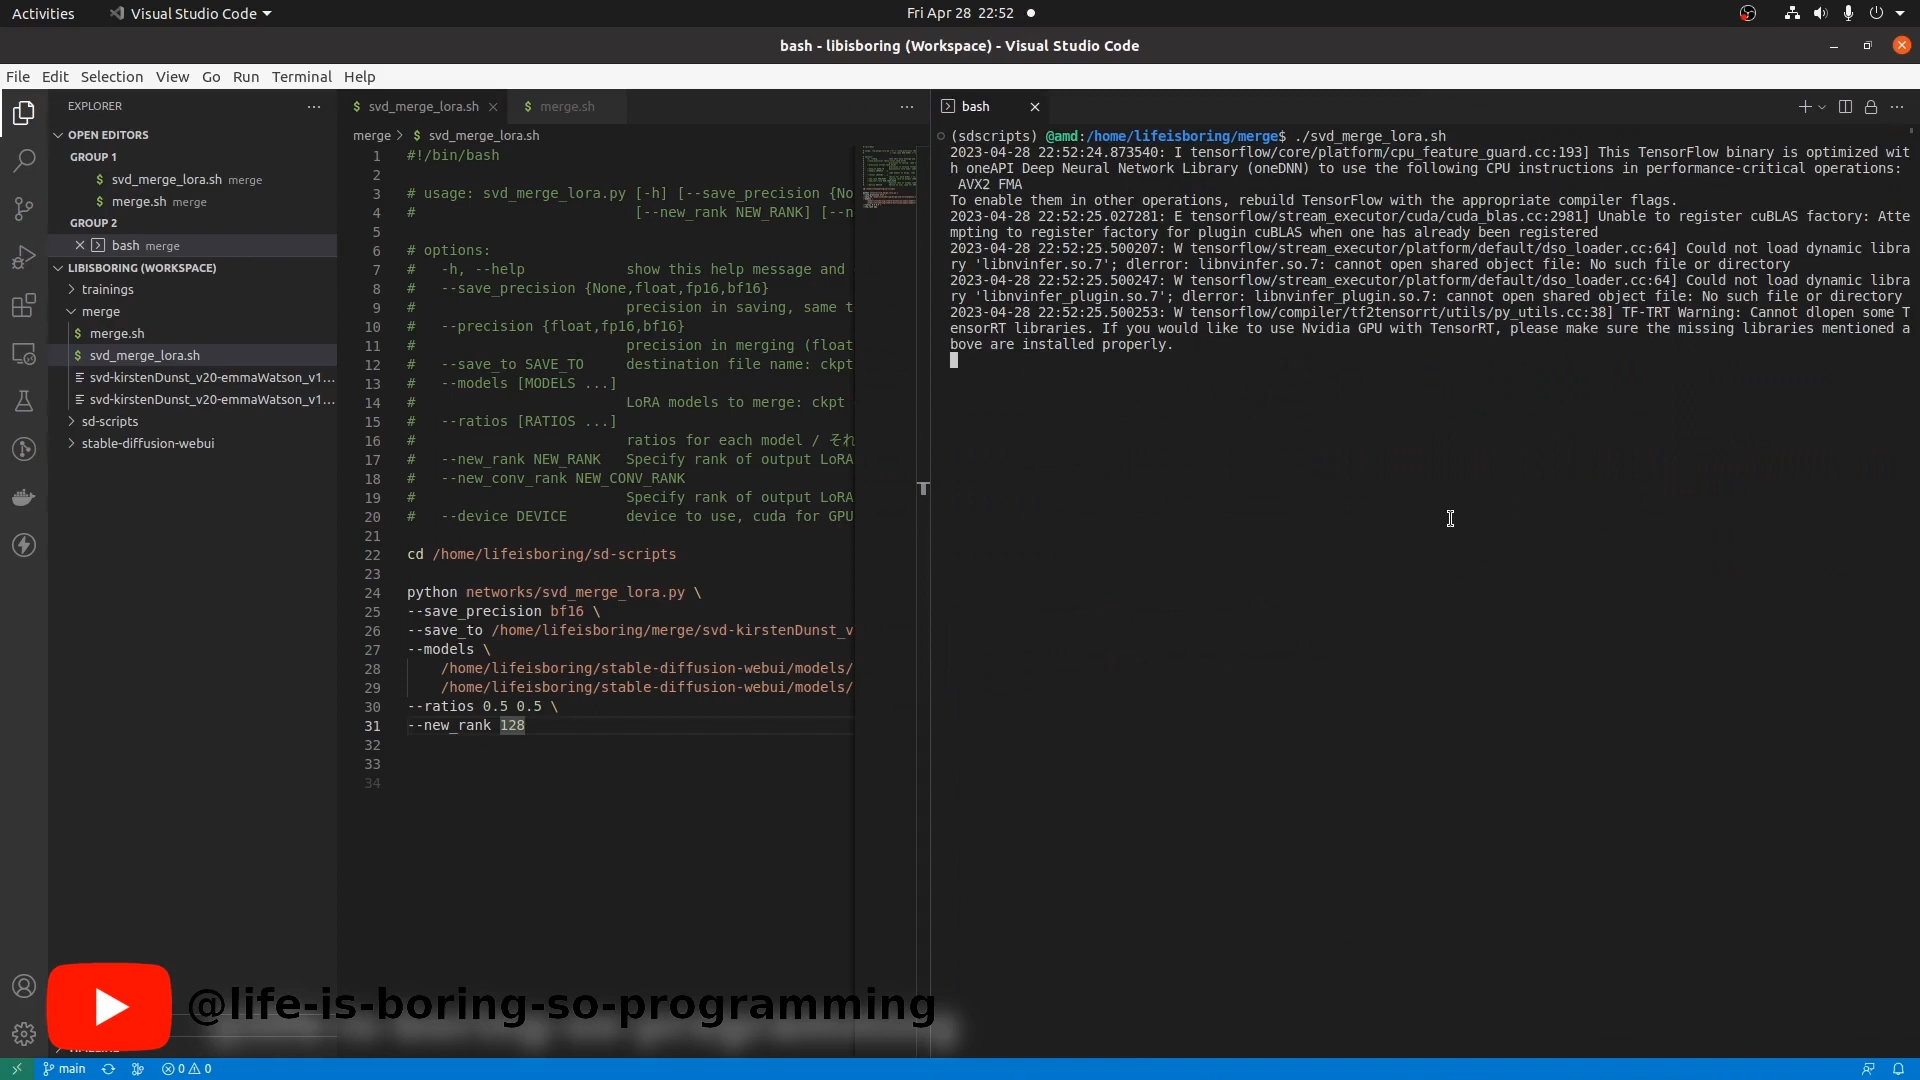 Activities
Visual Studio Code
Fri Apr 28 22:52
bash - libisboring (Workspace) - Visual Studio Code
File Edit Selection View Go Run Terminal Help
EXPLORER
OPEN EDITORS
GROUP 1
$ svd_merge_lora.sh merge
$ merge.sh merge
GROUP 2
bash merge
LIBISBORING (WORKSPACE)
trainings
merge
$ merge.sh
$ svd_merge_lora.sh
svd-kirstenDunst_v20-emmaWatson_v1...
svd-kirstenDunst_v20-emmaWatson_v1...
sd-scripts
stable-diffusion-webui
$ svd_merge_lora.sh
$ merge.sh
merge > $ svd_merge_lora.sh
1 #!/bin/bash
2
3 # usage: svd_merge_lora.py [-h] [--save_precision {No
4 # [--new_rank NEW_RANK] [--n
5
6 # options:
7 # -h, --help show this help message and
8 # --save_precision {None,float,fp16,bf16}
9 # precision in saving, same t
10 # --precision {float,fp16,bf16}
11 # precision in merging (float
12 # --save_to SAVE_TO destination file name: ckpt
13 # --models [MODELS ...]
14 # LoRA models to merge: ckpt
15 # --ratios [RATIOS ...]
16 # ratios for each model / それ
17 # --new_rank NEW_RANK Specify rank of output LoRA
18 # --new_conv_rank NEW_CONV_RANK
19 # Specify rank of output LoRA
20 # --device DEVICE device to use, cuda for GPU
21
22 cd /home/lifeisboring/sd-scripts
23
24 python networks/svd_merge_lora.py \
25 --save_precision bf16 \
26 --save_to /home/lifeisboring/merge/svd-kirstenDunst_v
27 --models \
28 /home/lifeisboring/stable-diffusion-webui/models/
29 /home/lifeisboring/stable-diffusion-webui/models/
30 --ratios 0.5 0.5 \
31 --new_rank 128
32
33
34
bash
(sdscripts) @amd:/home/lifeisboring/merge$ ./svd_merge_lora.sh
2023-04-28 22:52:24.873540: I tensorflow/core/platform/cpu_feature_guard.cc:193] This TensorFlow binary is optimized wit
h oneAPI Deep Neural Network Library (oneDNN) to use the following CPU instructions in performance-critical operations:
AVX2 FMA
To enable them in other operations, rebuild TensorFlow with the appropriate compiler flags.
2023-04-28 22:52:25.027281: E tensorflow/stream_executor/cuda/cuda_blas.cc:2981] Unable to register cuBLAS factory: Atte
mpting to register factory for plugin cuBLAS when one has already been registered
2023-04-28 22:52:25.500207: W tensorflow/stream_executor/platform/default/dso_loader.cc:64] Could not load dynamic libra
ry 'libnvinfer.so.7'; dlerror: libnvinfer.so.7: cannot open shared object file: No such file or directory
2023-04-28 22:52:25.500247: W tensorflow/stream_executor/platform/default/dso_loader.cc:64] Could not load dynamic libra
ry 'libnvinfer_plugin.so.7'; dlerror: libnvinfer_plugin.so.7: cannot open shared object file: No such file or directory
2023-04-28 22:52:25.500253: W tensorflow/compiler/tf2tensorrt/utils/py_utils.cc:38] TF-TRT Warning: Cannot dlopen some T
ensorRT libraries. If you would like to use Nvidia GPU with TensorRT, please make sure the missing libraries mentioned a
bove are installed properly.
@life-is-boring-so-programming
main
0 0